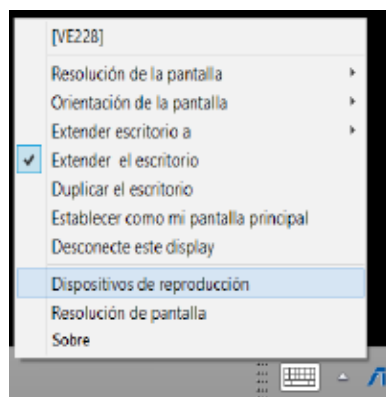 [VE228]
Resolución de la pantalla
Orientación de la pantalla
Extender escritorio a
Extender el escritorio
Duplicar el escritorio
Establecer como mi pantalla principal
Desconecte este display
Dispositivos de reproducción
Resolución de pantalla
Sobre